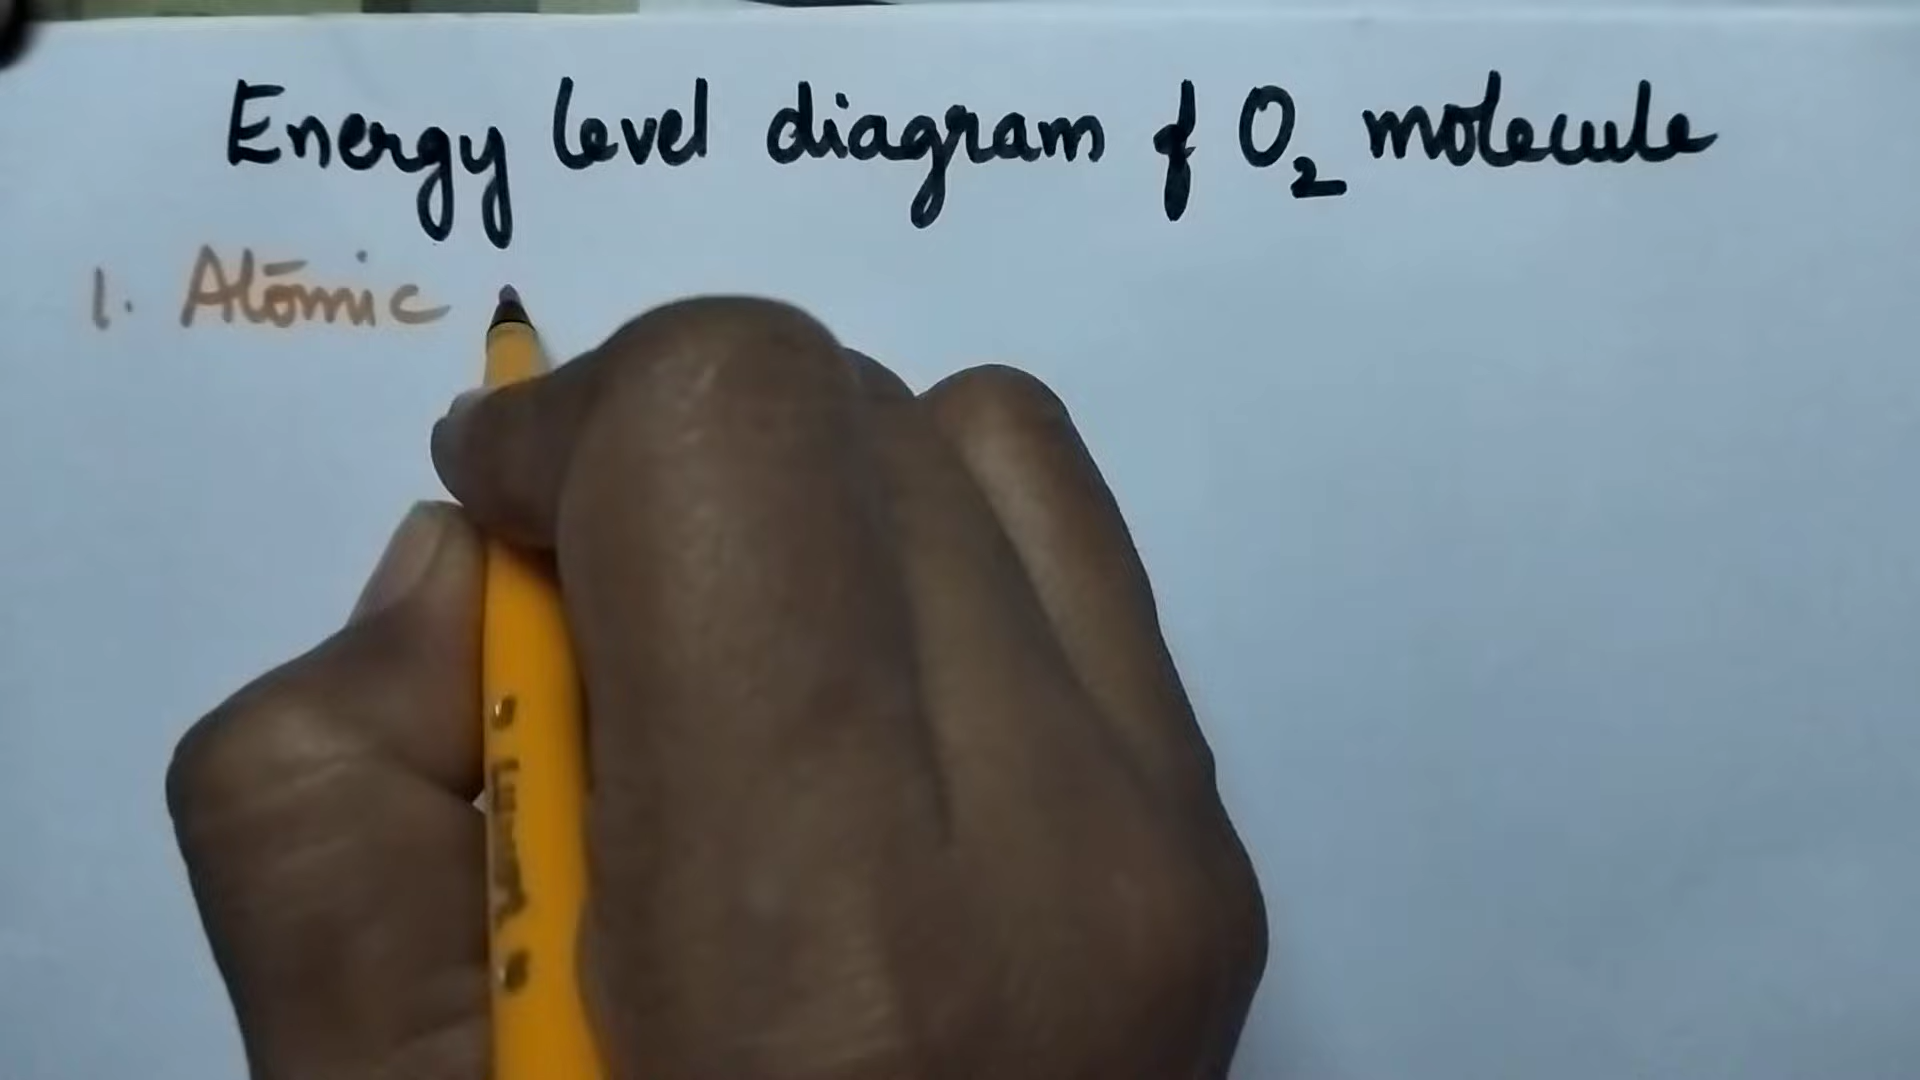 Energy level diagram of O₂ molecule
1. Atomic